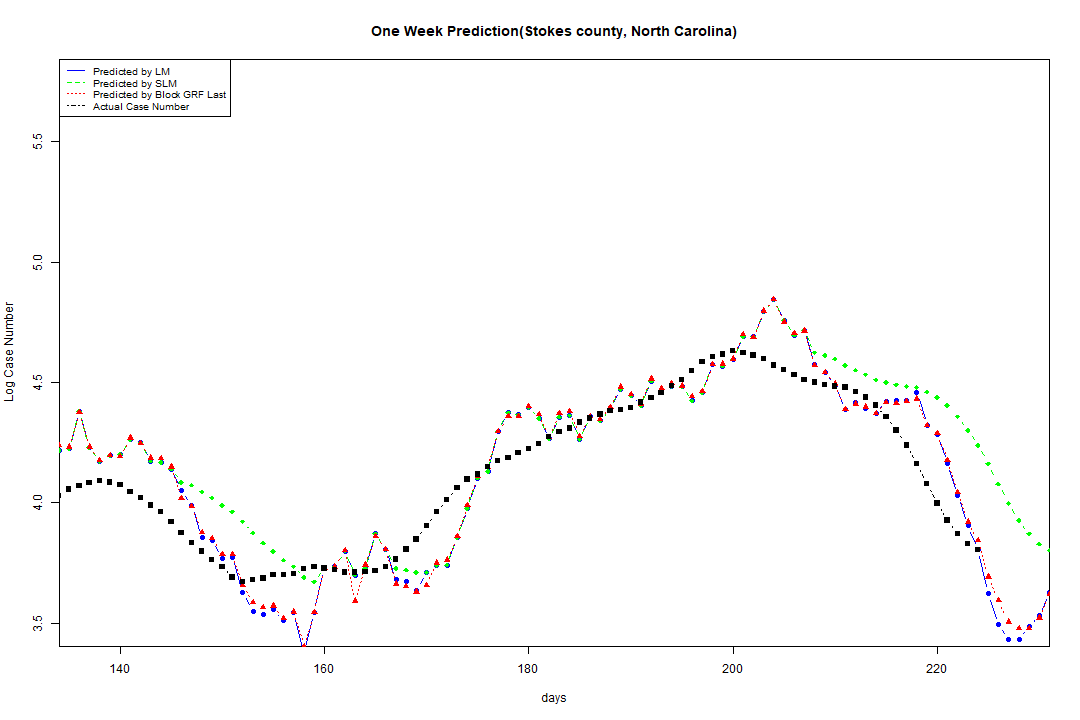 One Week Prediction(Stokes county, North Carolina)
Predicted by LM
Predicted by SLM
Predicted by Block GRF Last
Actual Case Number
Log Case Number
5.5
5.0
4.5
4.0
3.5
140 160 180 200 220
days